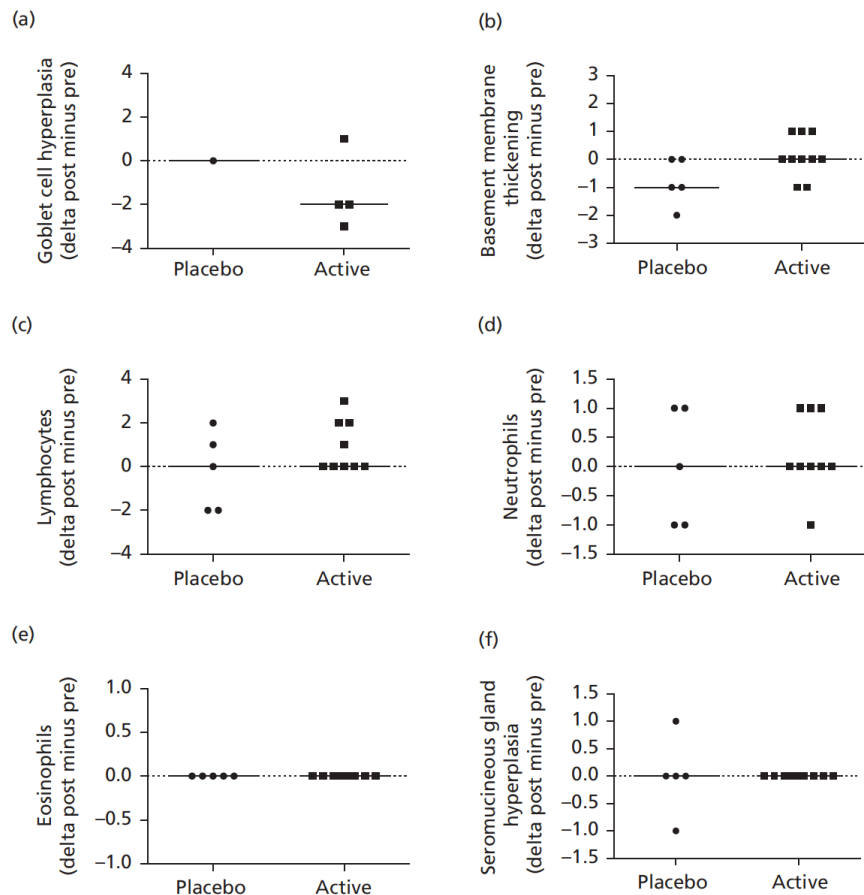 (a)
Goblet cell hyperplasia
(delta post minus pre)
4
2
0
−2
−4
Placebo
Active
(b)
Basement membrane
thickening
(delta post minus pre)
3
2
1
0
−1
−2
−3
Placebo
Active
(c)
Lymphocytes
(delta post minus pre)
4
2
0
−2
−4
Placebo
Active
(d)
Neutrophils
(delta post minus pre)
1.5
1.0
0.5
0.0
−0.5
−1.0
−1.5
Placebo
Active
(e)
Eosinophils
(delta post minus pre)
1.0
0.5
0.0
−0.5
−1.0
Placebo
Active
(f)
Seromucineous gland
hyperplasia
(delta post minus pre)
1.5
1.0
0.5
0.0
−0.5
−1.0
−1.5
Placebo
Active